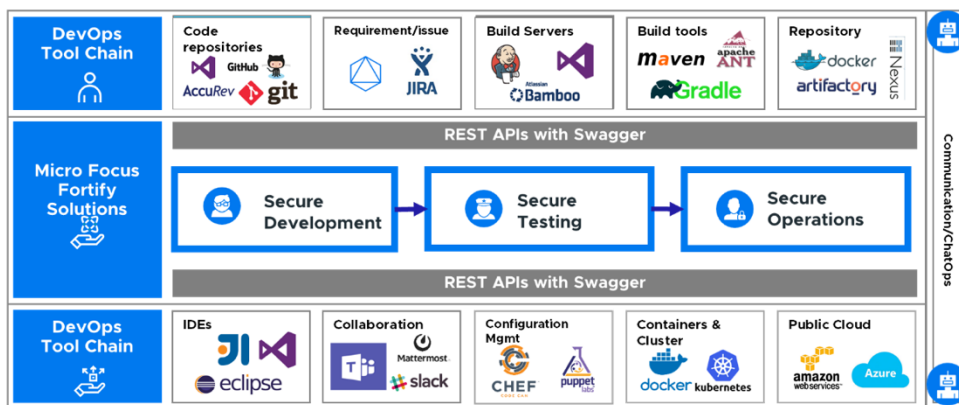 DevOps
Tool Chain
Code
repositories
GitHub
AccuRev
git
Requirement/issue
JIRA
Build Servers
Atlassian
Bamboo
Build tools
maven
APACHE
ANT
Gradle
Repository
docker
artifactory
Nexus
REST APIs with Swagger
Micro Focus
Fortify
Solutions
Secure
Development
Secure
Testing
Secure
Operations
REST APIs with Swagger
Communication/ChatOps
DevOps
Tool Chain
IDEs
JI
eclipse
Collaboration
T
Mattermost
slack
Configuration
Mgmt
CHEF
puppet
labs
Containers &
Cluster
docker
kubernetes
Public Cloud
amazon
webservices
Azure